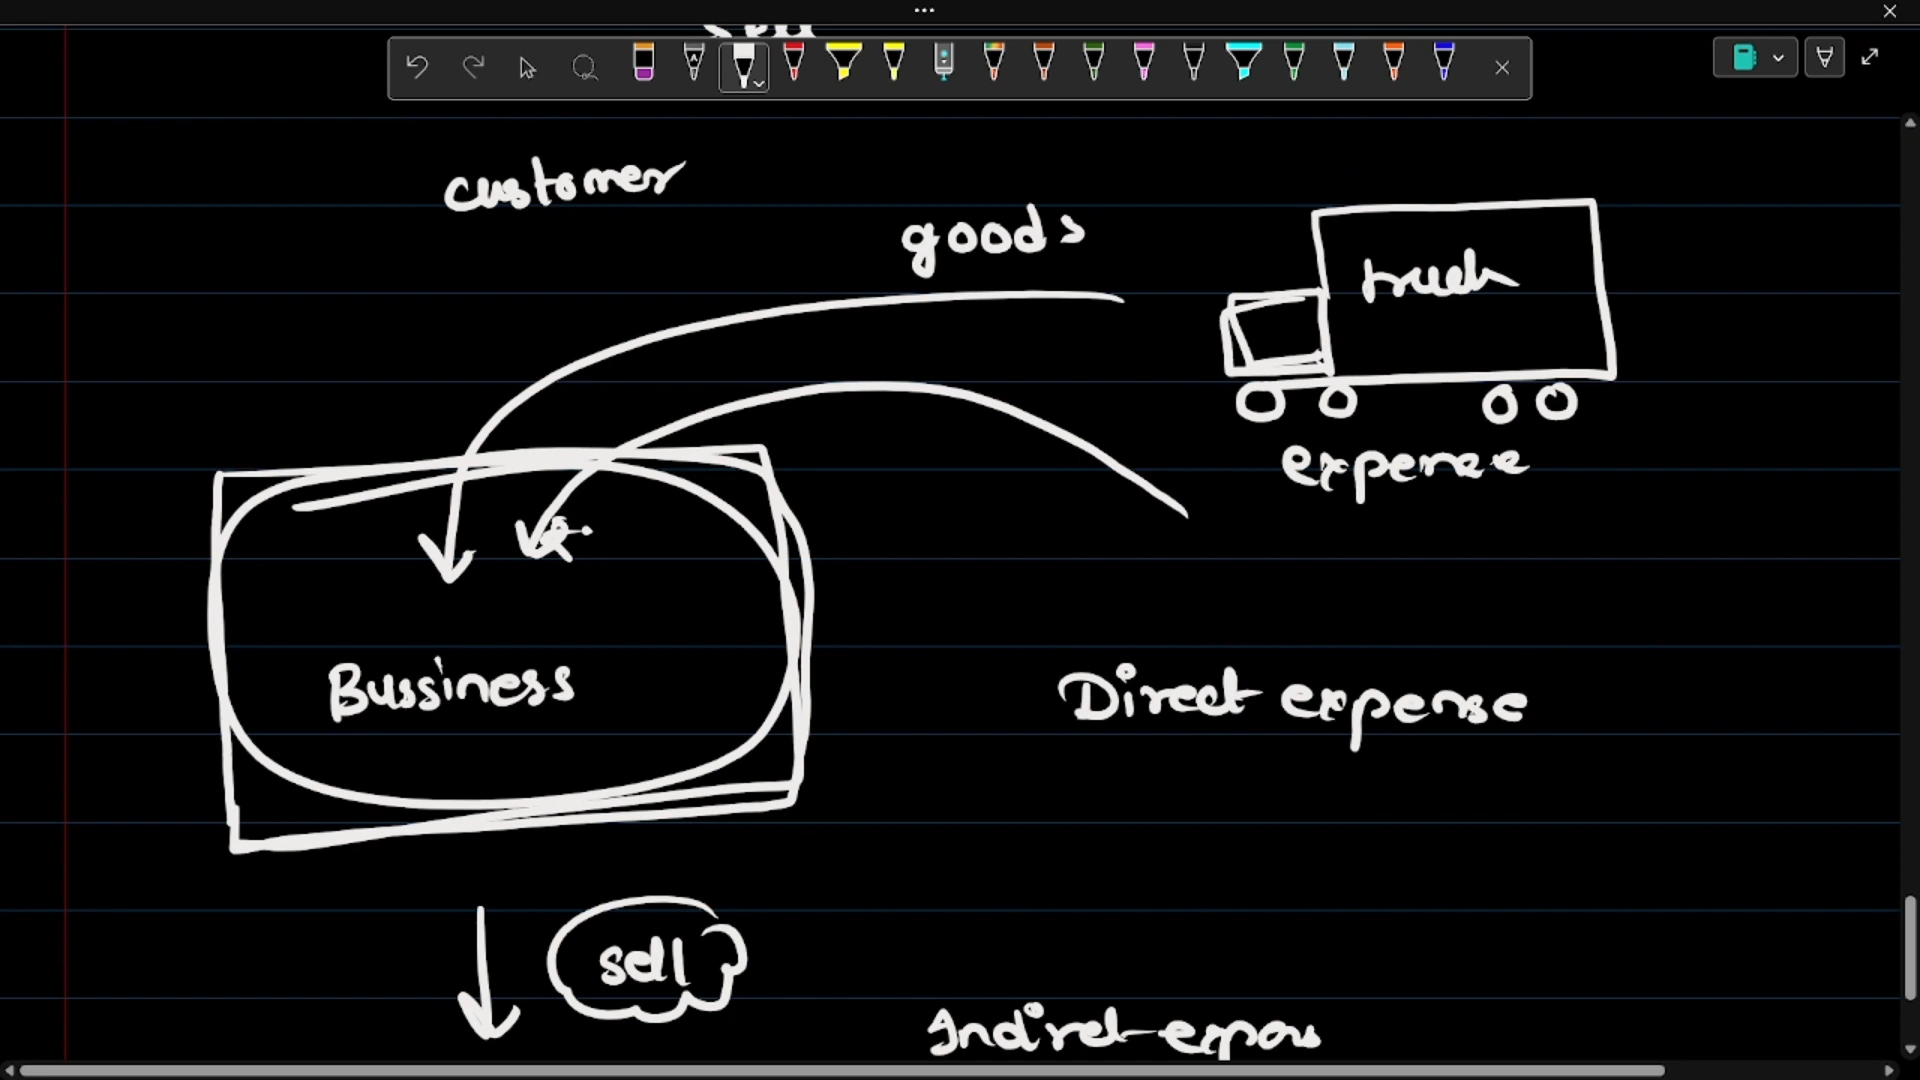 customer
goods
truck
expense
Bussiness
Direct expense
sell